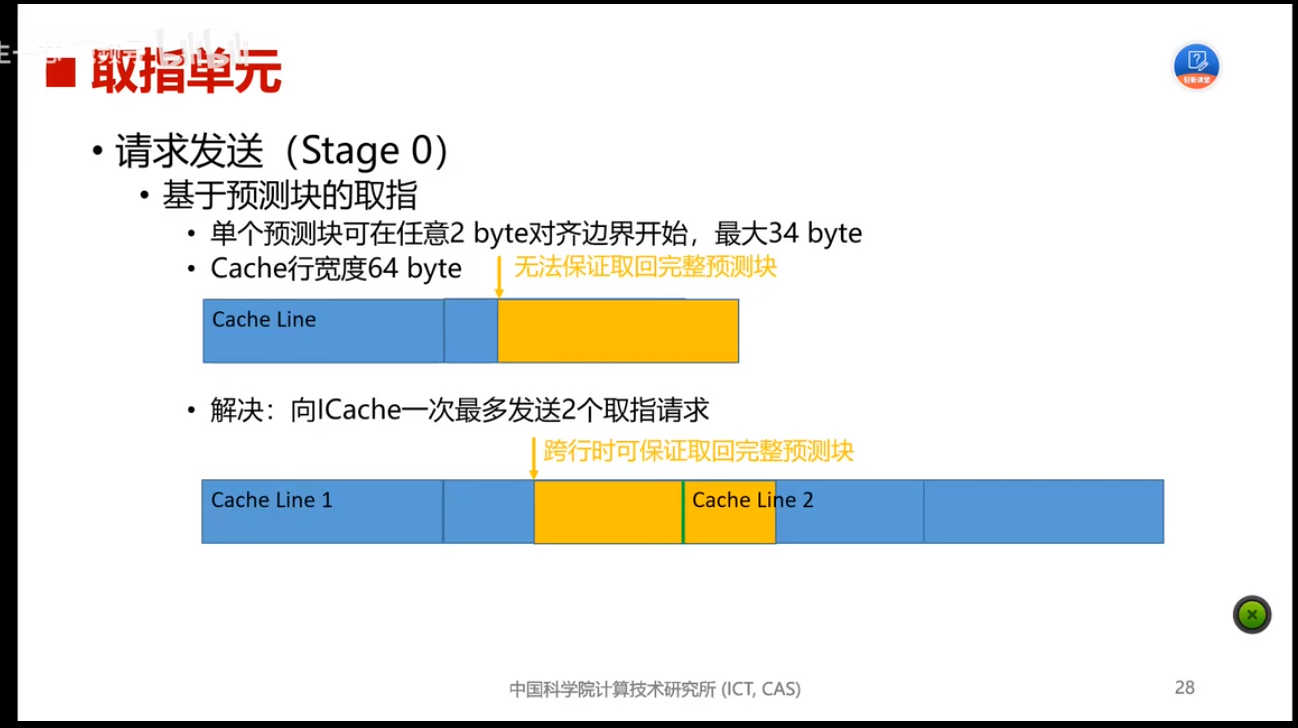 取指单元
• 请求发送（Stage 0）
• 基于预测块的取指
• 单个预测块可在任意2 byte对齐边界开始，最大34 byte
• Cache行宽度64 byte
无法保证取回完整预测块
Cache Line
• 解决：向ICache一次最多发送2个取指请求
跨行时可保证取回完整预测块
Cache Line 1
Cache Line 2
中国科学院计算技术研究所 (ICT, CAS)
28